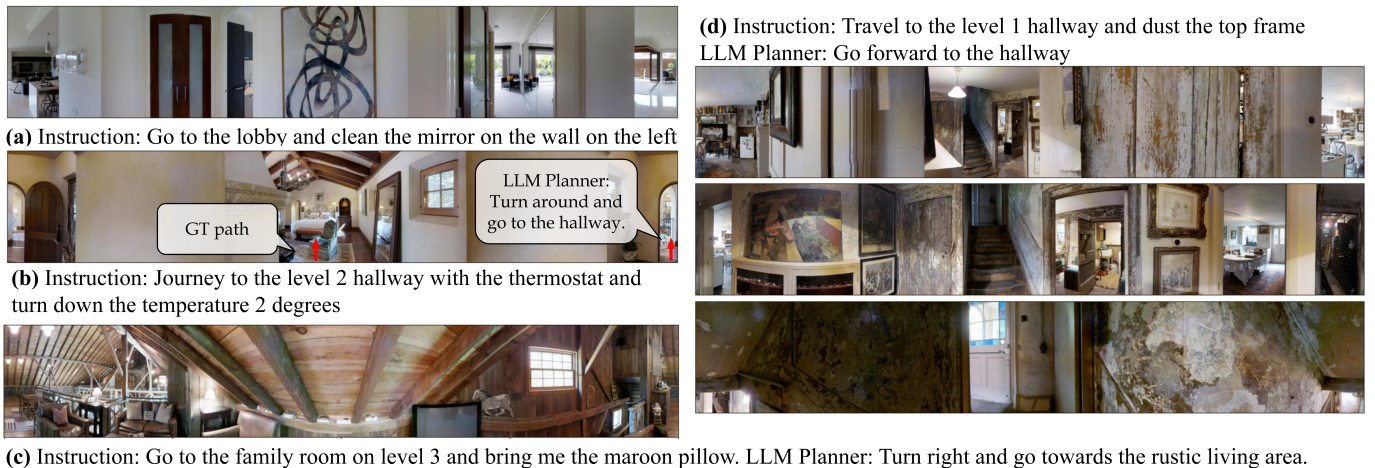 (a) Instruction: Go to the lobby and clean the mirror on the wall on the left
GT path
LLM Planner:
Turn around and
go to the hallway.
(b) Instruction: Journey to the level 2 hallway with the thermostat and
turn down the temperature 2 degrees
(d) Instruction: Travel to the level 1 hallway and dust the top frame
LLM Planner: Go forward to the hallway
(c) Instruction: Go to the family room on level 3 and bring me the maroon pillow. LLM Planner: Turn right and go towards the rustic living area.